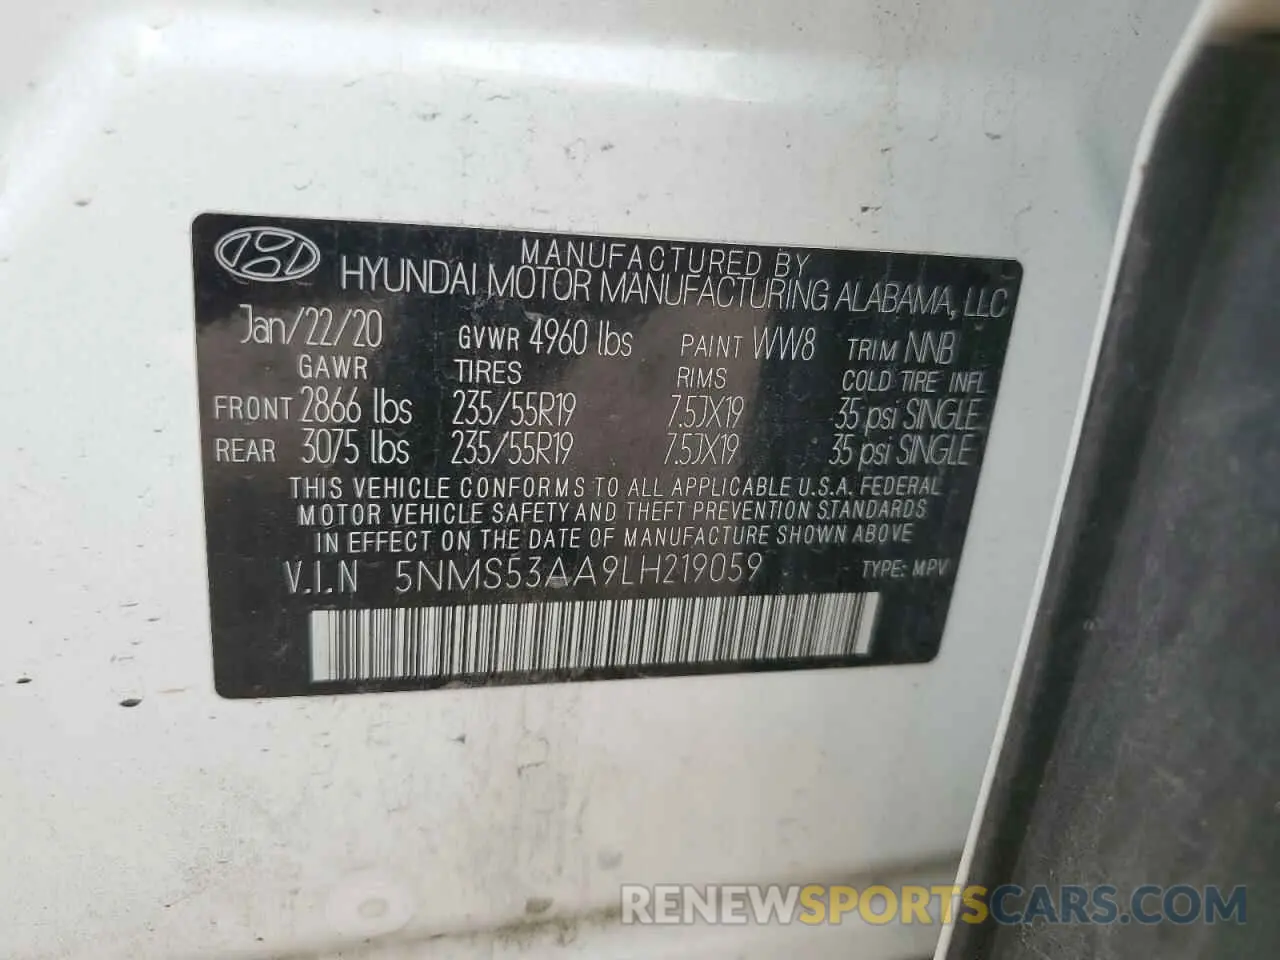 MANUFACTURED BY
HYUNDAI MOTOR MANUFACTURING ALABAMA, LLC
Jan/22/20 GVWR 4960 lbs PAINT WW8 TRIM NNB
GAWR TIRES RIMS COLD TIRE INFL
FRONT 2866 lbs 235/55R19 7.5JX19 35 psi SINGLE
REAR 3075 lbs 235/55R19 7.5JX19 35 psi SINGLE
THIS VEHICLE CONFORMS TO ALL APPLICABLE U.S.A. FEDERAL
MOTOR VEHICLE SAFETY AND THEFT PREVENTION STANDARDS
IN EFFECT ON THE DATE OF MANUFACTURE SHOWN ABOVE
V.I.N 5NMS53AA9LH219059 TYPE: MPV
RENEWSPORTSCARS.COM